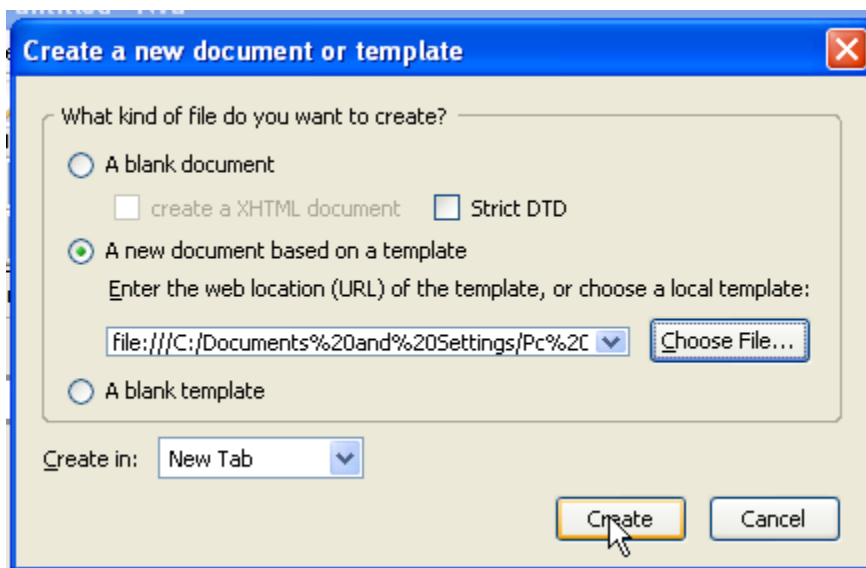 Create a new document or template
What kind of file do you want to create?
A blank document
create a XHTML document Strict DTD
A new document based on a template
Enter the web location (URL) of the template, or choose a local template:
file:///C:/Documents%20and%20Settings/Pc%2 Choose File...
A blank template
Create in: New Tab
Create Cancel